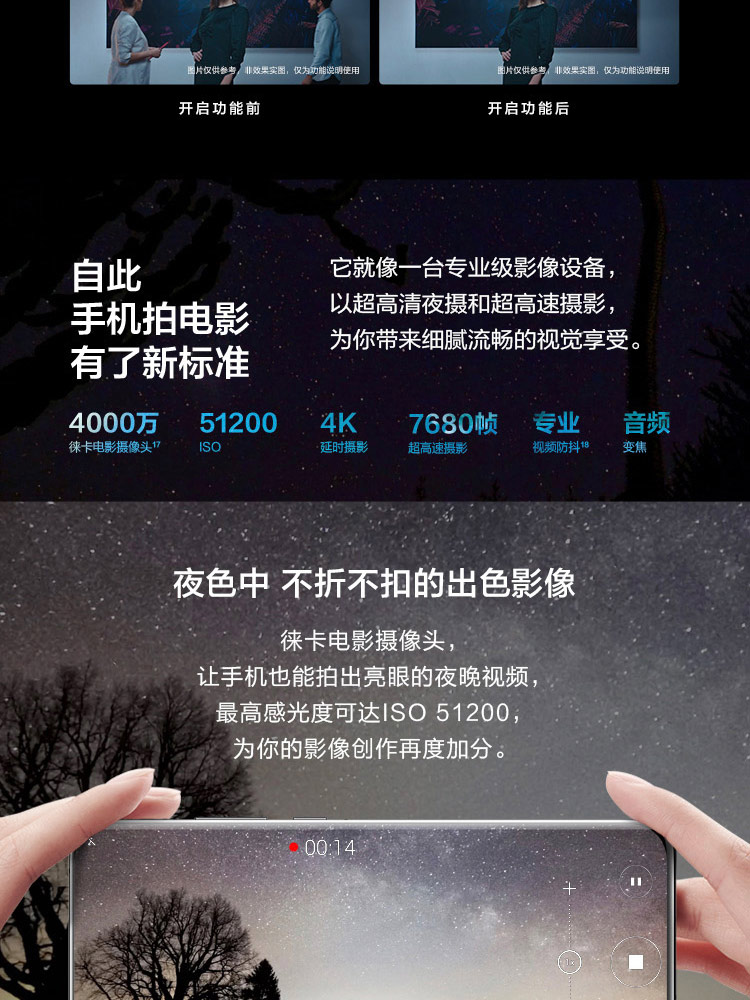 图片仅供参考，非效果实图，仅为功能说明使用
图片仅供参考，非效果实图，仅为功能说明使用
开启功能前
开启功能后
自此
手机拍电影
有了新标准
它就像一台专业级影像设备，
以超高清夜摄和超高速摄影，
为你带来细腻流畅的视觉享受。
4000万
徕卡电影摄像头17
51200
ISO
4K
延时摄影
7680帧
超高速摄影
专业
视频防抖18
音频
变焦
夜色中 不折不扣的出色影像
徕卡电影摄像头，
让手机也能拍出亮眼的夜晚视频，
最高感光度可达ISO 51200，
为你的影像创作再度加分。
00:14
1x